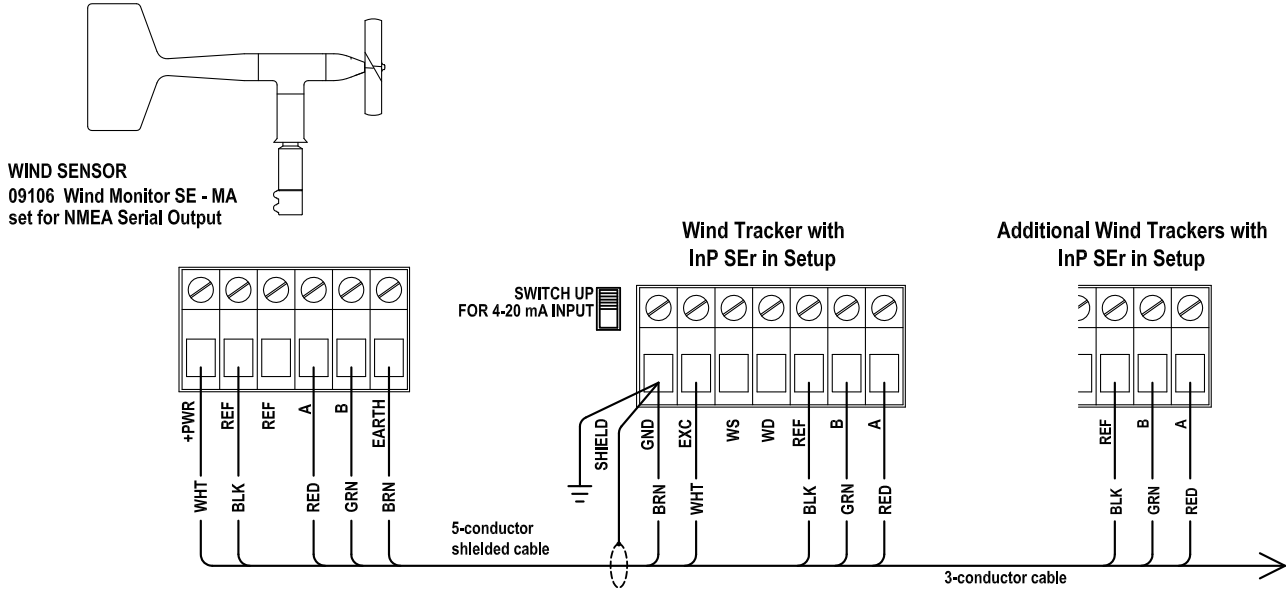 WIND SENSOR
09106 Wind Monitor SE - MA
set for NMEA Serial Output
Wind Tracker with
InP SEr in Setup
Additional Wind Trackers with
InP SEr in Setup
SWITCH UP
FOR 4-20 mA INPUT
+PWR
REF
REF
A
B
EARTH
WHT
BLK
RED
GRN
BRN
SHIELD
GND
EXC
WS
WD
REF
B
A
BRN
WHT
BLK
GRN
RED
REF
B
A
BLK
GRN
RED
5-conductor
shielded cable
3-conductor cable